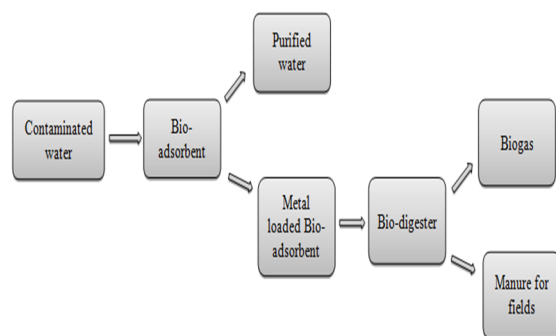 Purified
water
Contaminated
water
Bio-
adsorbent
Biogas
Metal
loaded Bio-
adsorbent
Bio-digester
Manure for
fields